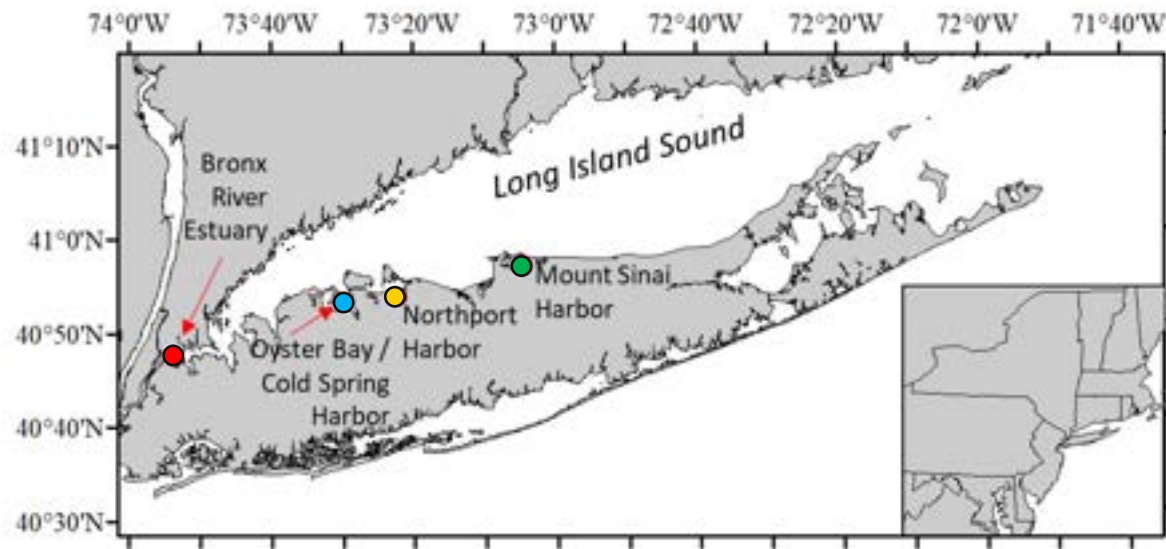 74°0'W 73°40'W 73°20'W 73°0'W 72°40'W 72°20'W 72°0'W 71°40'W
41°10'N
41°0'N
40°50'N
40°40'N
40°30'N
Bronx
River
Estuary
Long Island Sound
Mount Sinai
Harbor
Northport
Harbor
Oyster Bay /
Cold Spring
Harbor